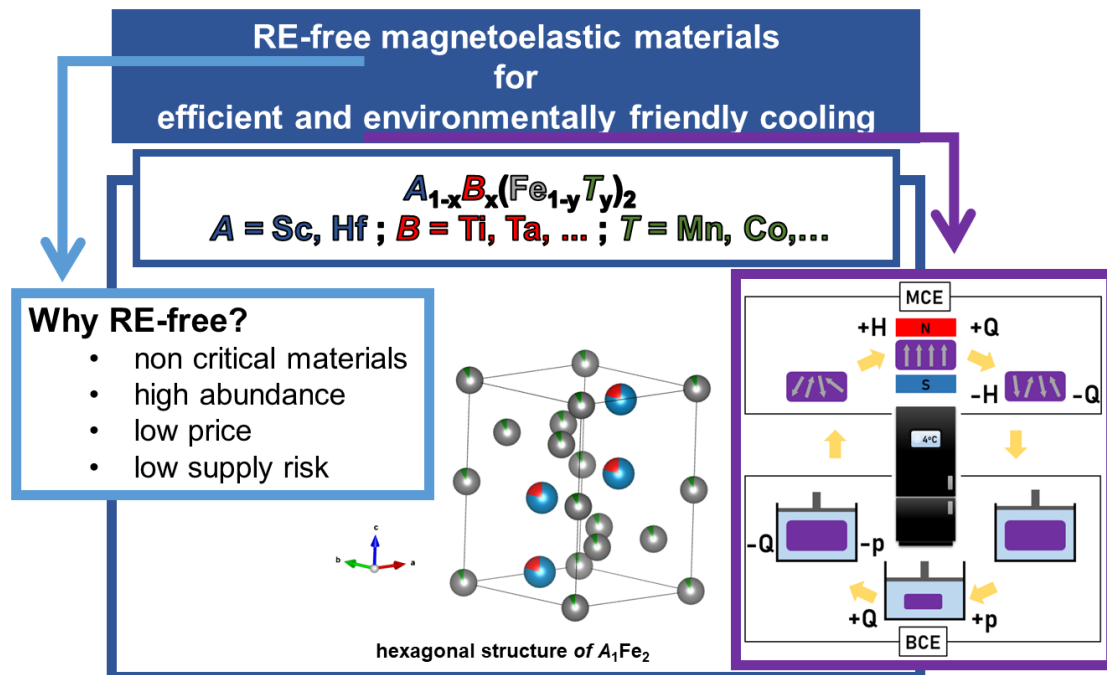 RE-free magnetoelastic materials
for
efficient and environmentally friendly cooling
A1-xBx(Fe1-yTy)2
A = Sc, Hf ; B = Ti, Ta, ... ; T = Mn, Co,...
Why RE-free?
• non critical materials
• high abundance
• low price
• low supply risk
c
b
a
hexagonal structure of A1Fe2
MCE
+H
N
+Q
S
-H
-Q
4°C
-Q
-p
+Q
+p
BCE